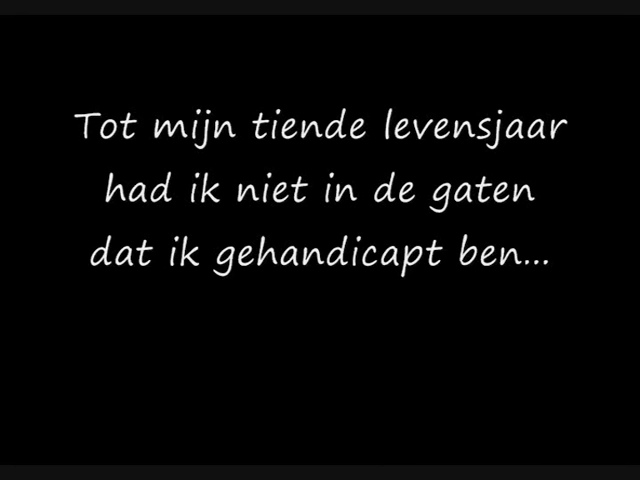 Tot mijn tiende levensjaar
had ik niet in de gaten
dat ik gehandicapt ben...